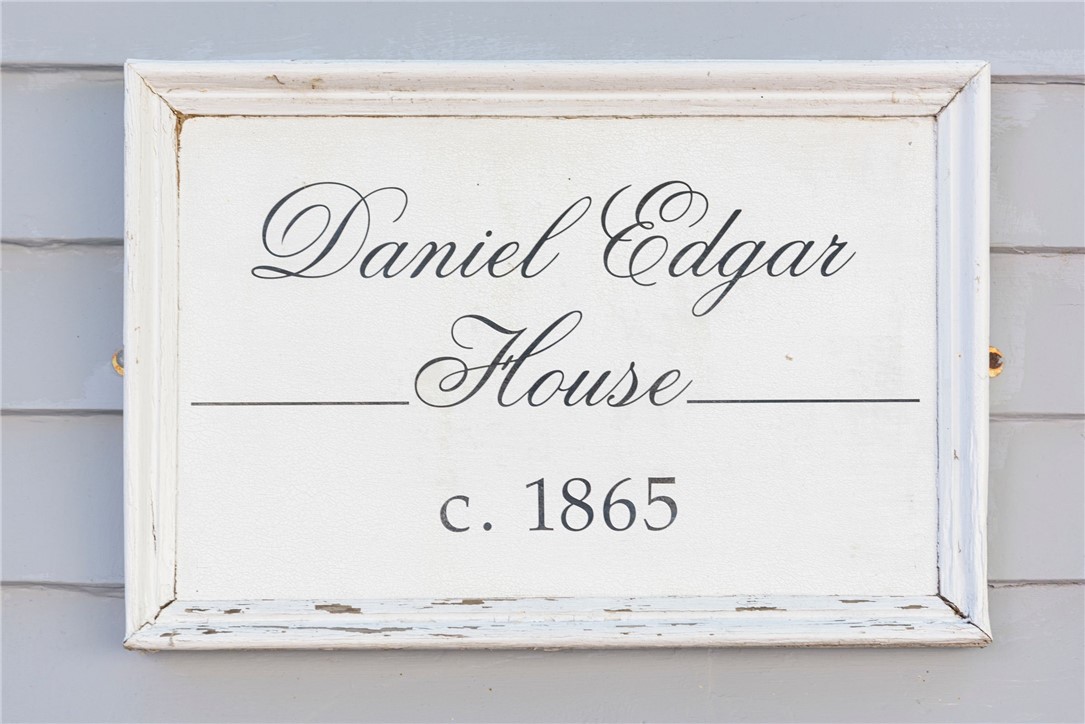 Daniel Edgar
House
c. 1865